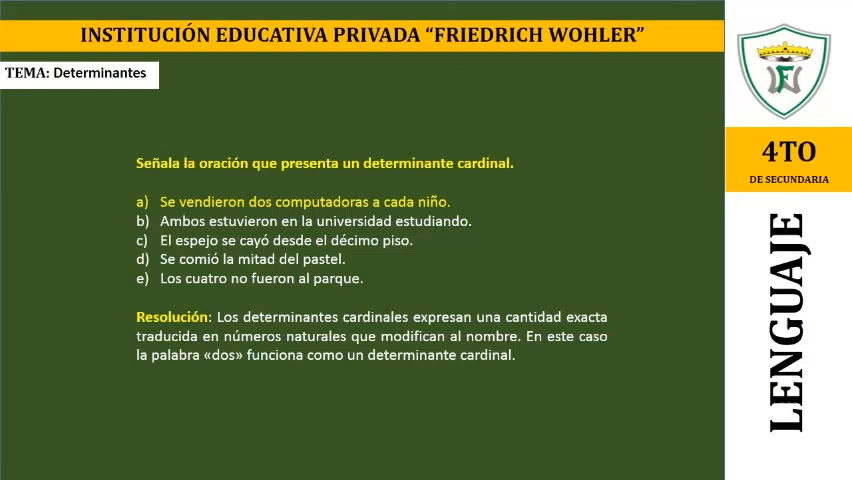 INSTITUCIÓN EDUCATIVA PRIVADA “FRIEDRICH WOHLER”
TEMA: Determinantes
4TO
DE SECUNDARIA
LENGUAJE
Señala la oración que presenta un determinante cardinal.
a) Se vendieron dos computadoras a cada niño.
b) Ambos estuvieron en la universidad estudiando.
c) El espejo se cayó desde el décimo piso.
d) Se comió la mitad del pastel.
e) Los cuatro no fueron al parque.
Resolución: Los determinantes cardinales expresan una cantidad exacta
traducida en números naturales que modifican al nombre. En este caso
la palabra «dos» funciona como un determinante cardinal.